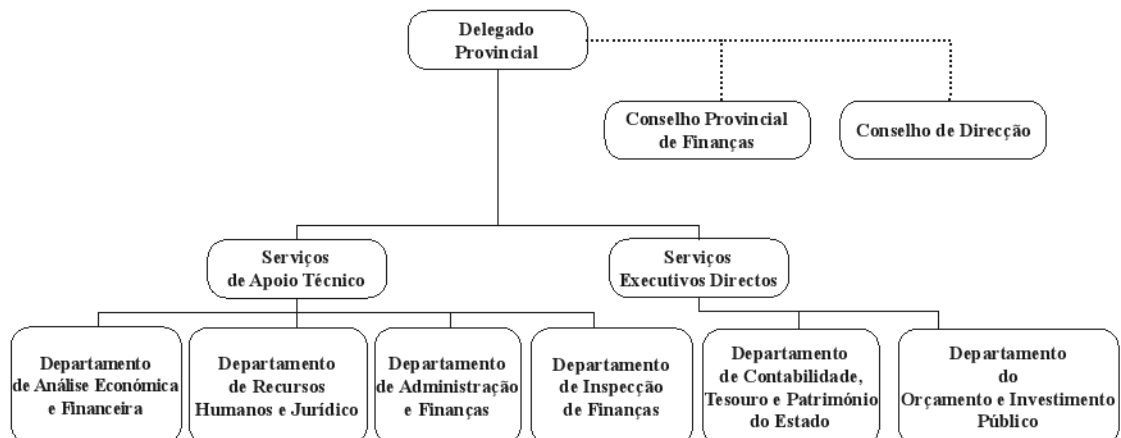 Delegado
Provincial
Conselho Provincial
de Finanças
Conselho de Direcção
Serviços
de Apoio Técnico
Serviços
Executivos Directos
Departamento
de Análise Económica
e Financeira
Departamento
de Recursos
Humanos e Jurídico
Departamento
de Administração
e Finanças
Departamento
de Inspecção
de Finanças
Departamento
de Contabilidade,
Tesouro e Património
do Estado
Departamento
do
Orçamento e Investimento
Público